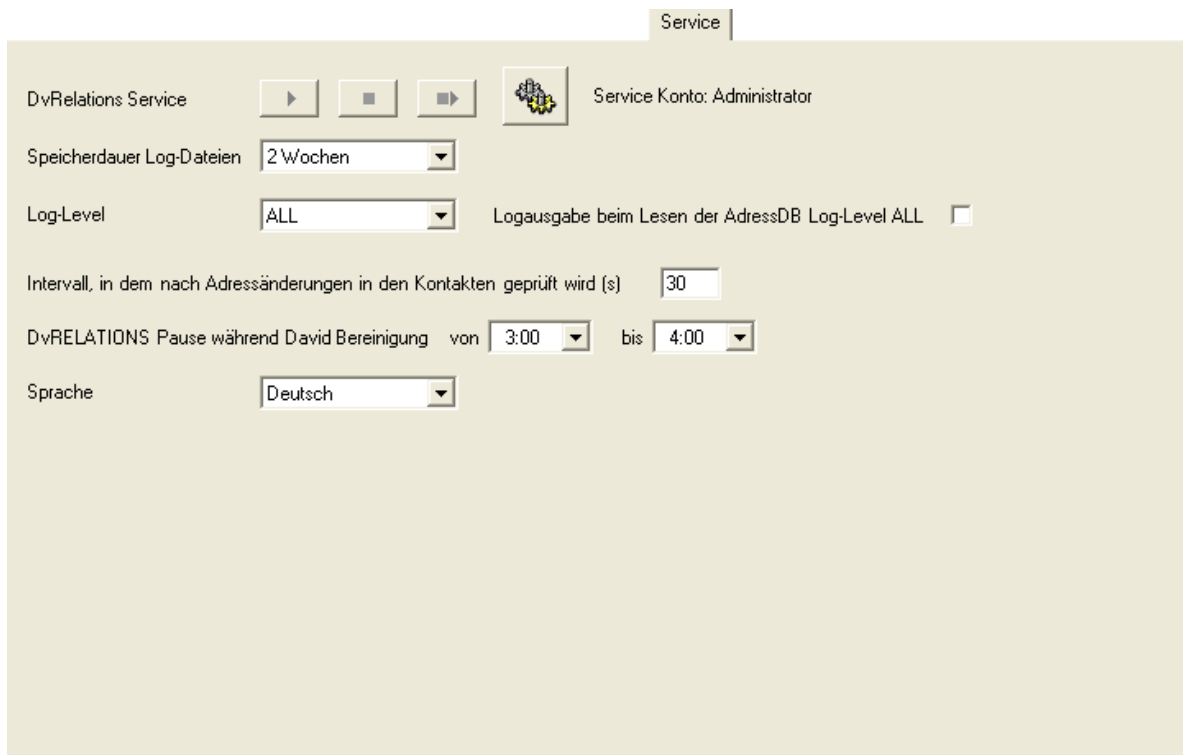 Service
DvRelations Service Service Konto: Administrator
Speicherdauer Log-Dateien 2 Wochen
Log-Level ALL Logausgabe beim Lesen der AdressDB Log-Level ALL
Intervall, in dem nach Adressänderungen in den Kontakten geprüft wird (s) 30
DvRELATIONS Pause während David Bereinigung von 3:00 bis 4:00
Sprache Deutsch